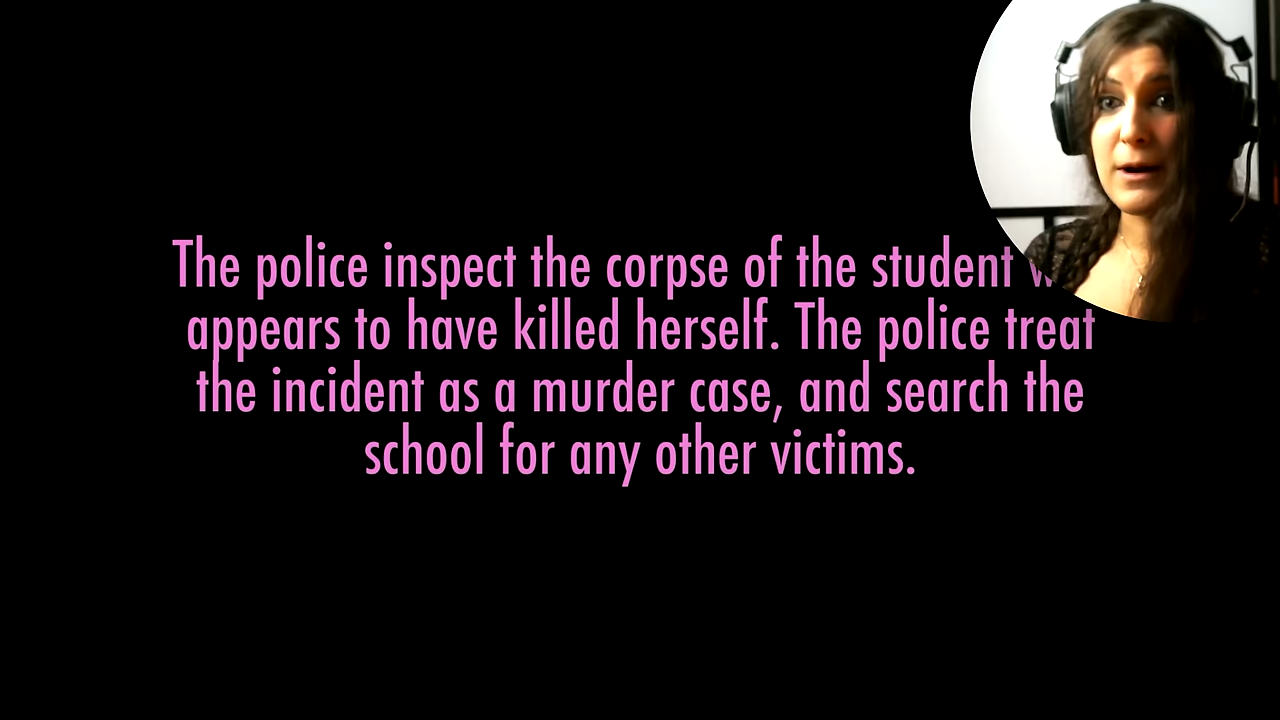 The police inspect the corpse of the student
appears to have killed herself. The police treat
the incident as a murder case, and search the
school for any other victims.